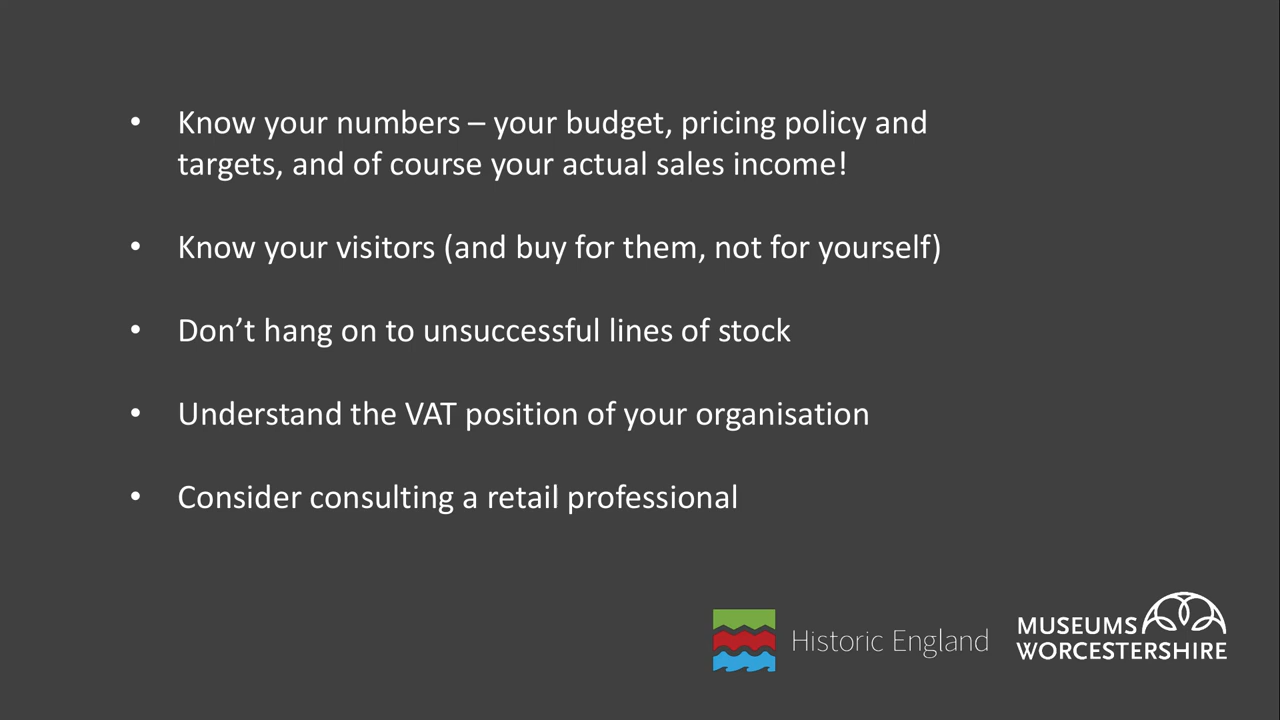 • Know your numbers – your budget, pricing policy and
targets, and of course your actual sales income!
• Know your visitors (and buy for them, not for yourself)
• Don’t hang on to unsuccessful lines of stock
• Understand the VAT position of your organisation
• Consider consulting a retail professional
Historic England
MUSEUMS
WORCESTERSHIRE